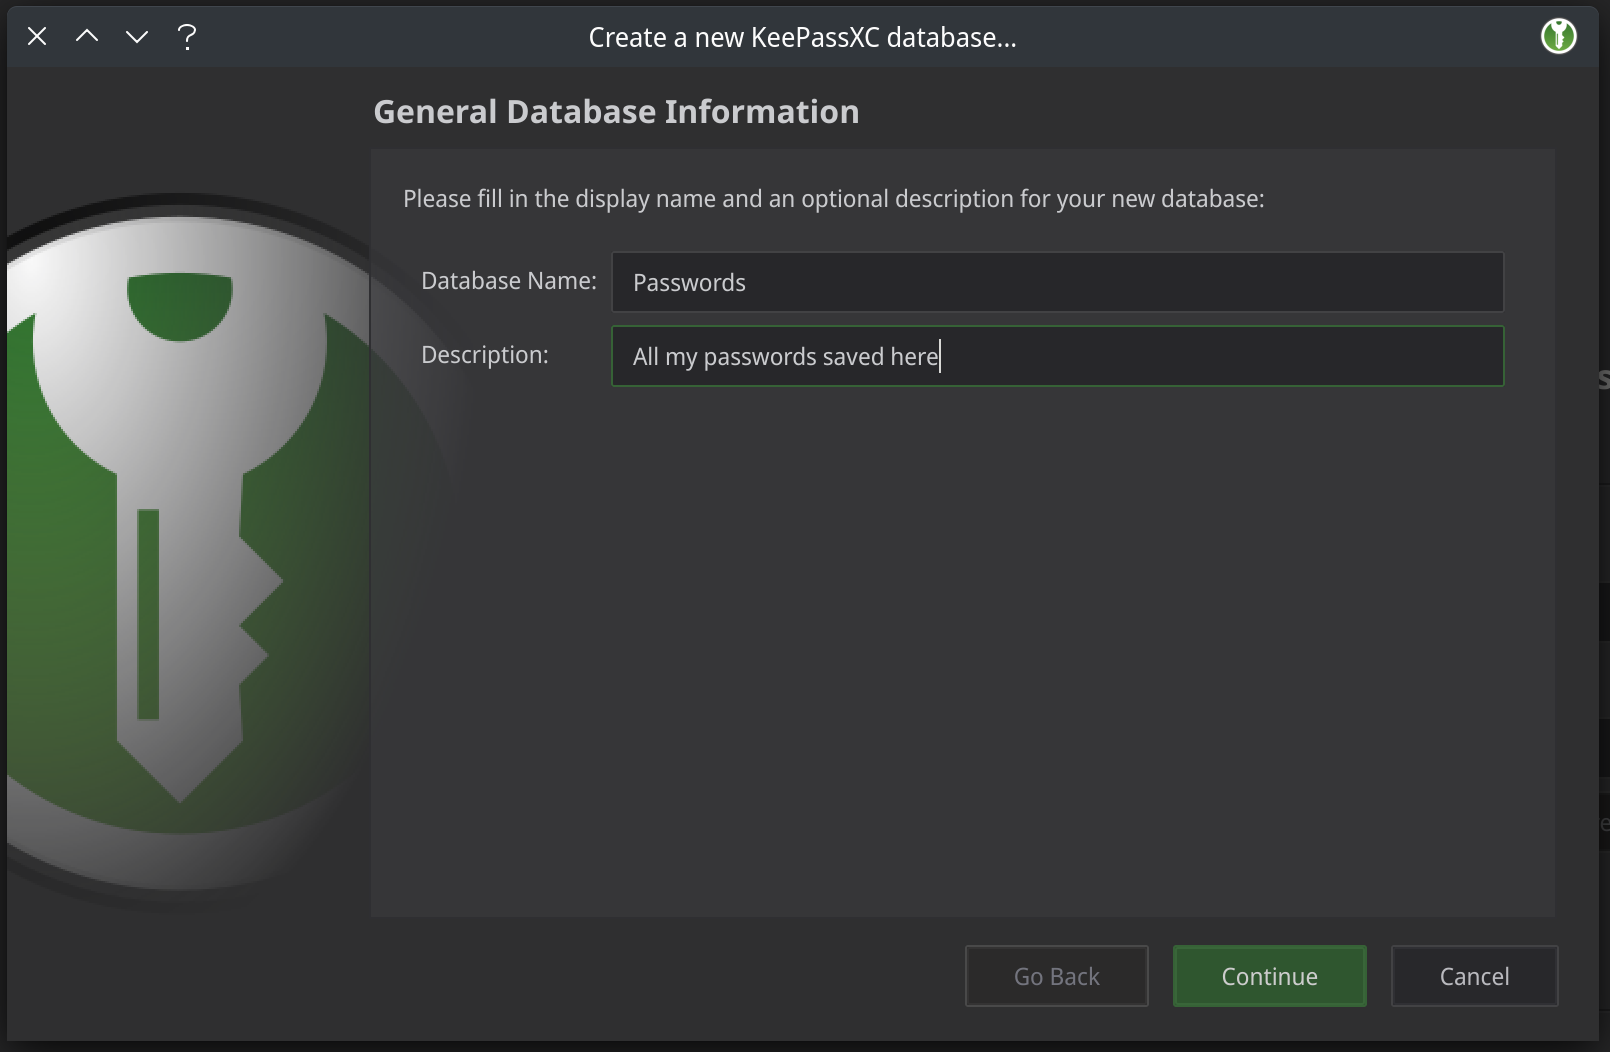 Create a new KeePassXC database...
General Database Information
Please fill in the display name and an optional description for your new database:
Database Name: Passwords
Description: All my passwords saved here
Go Back Continue Cancel